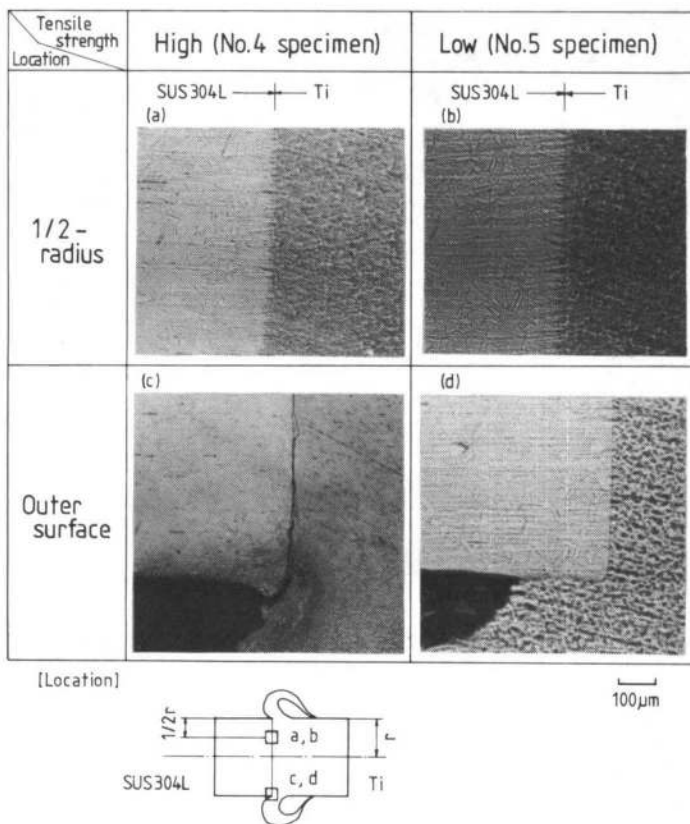 Tensile
strength
Location
High (No.4 specimen)
Low (No.5 specimen)
1/2-
radius
SUS304L Ti
(a)
SUS304L Ti
(b)
Outer
surface
(c)
(d)
[Location]
100μm
1/2r
a, b
r
SUS304L
c, d
Ti